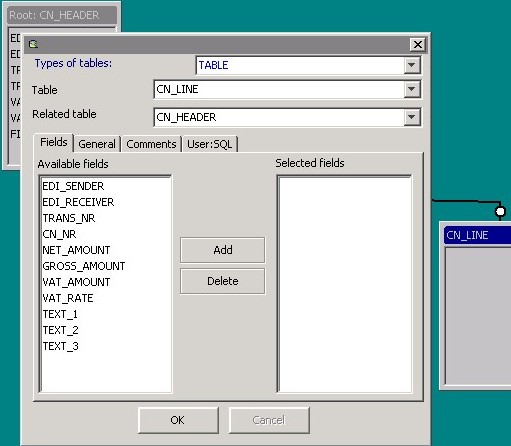 Root: CN_HEADER
ED
ED
TR
TR
VA
VA
FI
Types of tables: TABLE
Table CN_LINE
Related table CN_HEADER
Fields General Comments User:SQL
Available fields Selected fields
EDI_SENDER
EDI_RECEIVER
TRANS_NR
CN_NR
NET_AMOUNT
GROSS_AMOUNT
VAT_AMOUNT
VAT_RATE
TEXT_1
TEXT_2
TEXT_3
Add
Delete
CN_LINE
OK Cancel